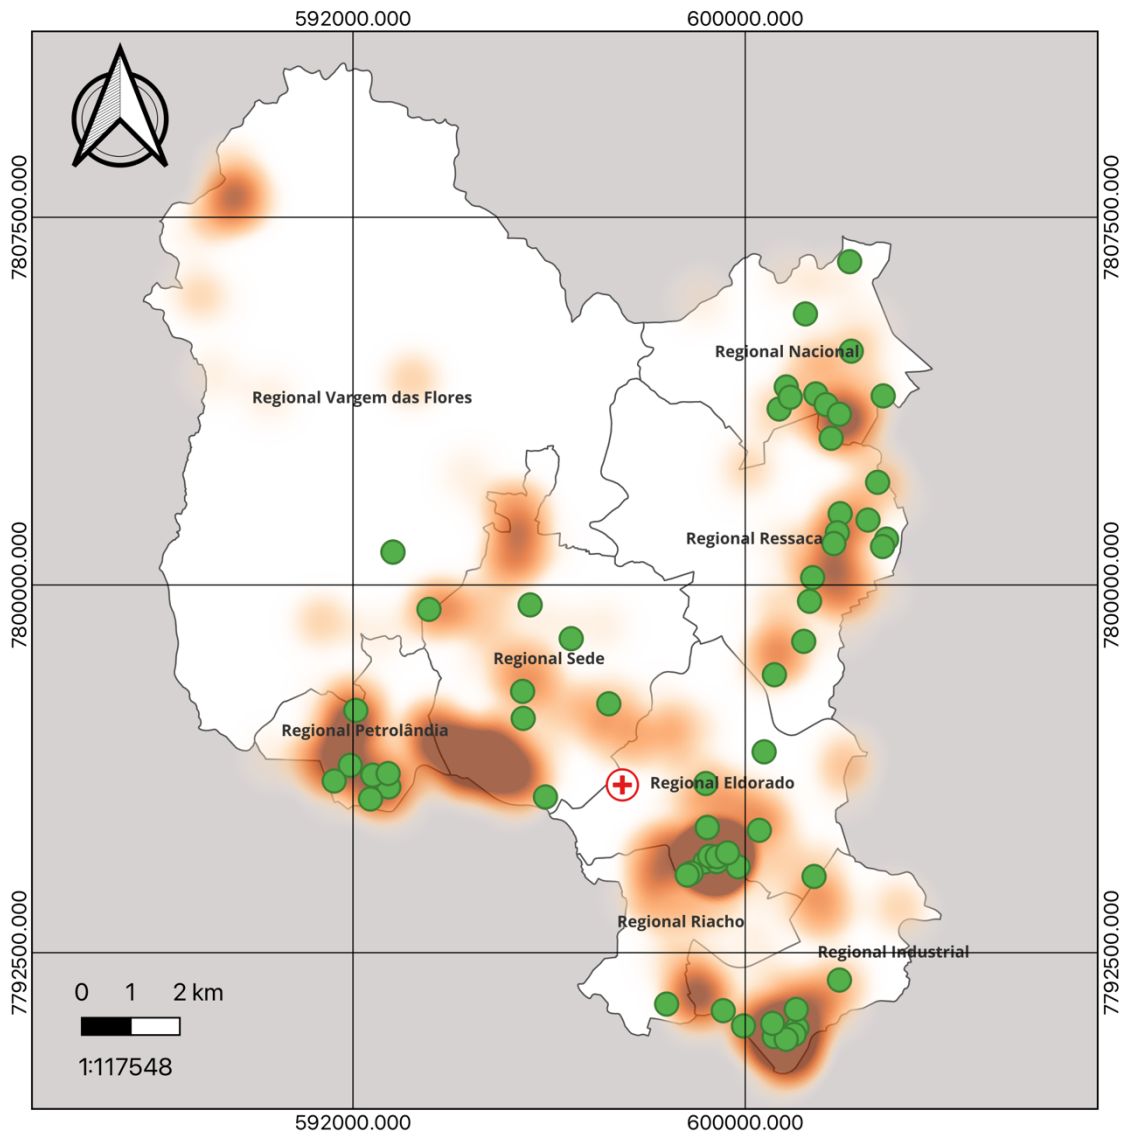 592000.000 600000.000
7807500.000 7807500.000
Regional Nacional
Regional Vargem das Flores
Regional Ressaca
7800000.000 7800000.000
Regional Sede
Regional Petrolândia
Regional Eldorado
Regional Riacho
7792500.000 7792500.000
Regional Industrial
0 1 2 km
1:117548
592000.000 600000.000